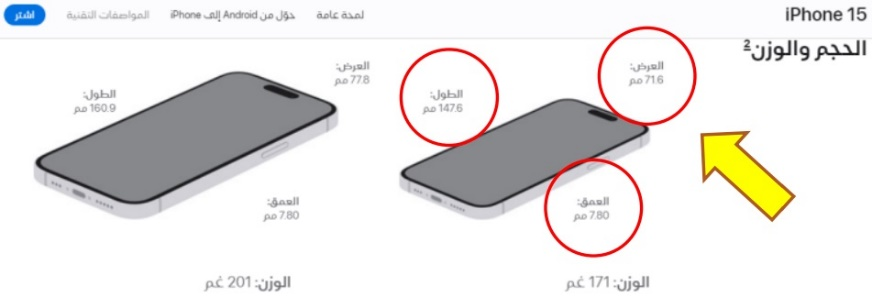 iPhone 15
لمحة عامة
حوّل من Android إلى iPhone
المواصفات التقنية
اشترِ
الحجم والوزن²
العرض:
71.6 مم
الطول:
147.6 مم
العمق:
7.80 مم
الوزن: 171 غم
العرض:
77.8 مم
الطول:
160.9 مم
العمق:
7.80 مم
الوزن: 201 غم